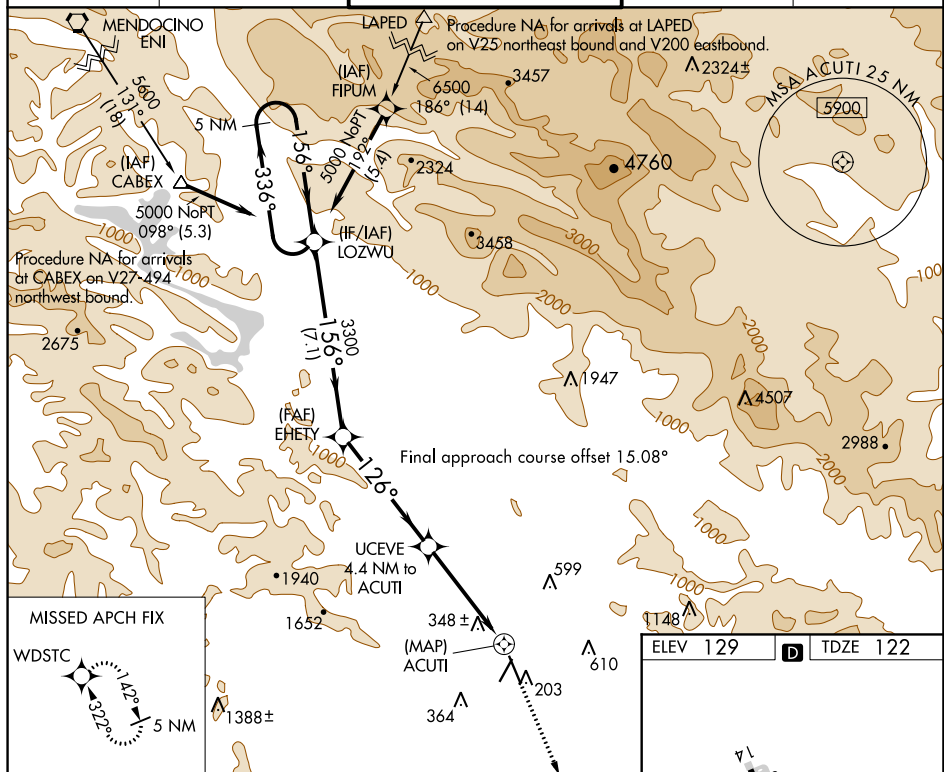 MENDOCINO
ENI
LAPED
Procedure NA for arrivals at LAPED
on V25 northeast bound and V200 eastbound.
5600
131°
(18)
(IAF)
FIPUM
6500
186° (14)
3457
2324±
MSA ACUTI 25 NM
5900
5 NM
156°
336°
5000 NoPT
192°
(5.4)
2324
4760
(IAF)
CABEX
5000 NoPT
098° (5.3)
(IF/IAF)
LOZWU
3458
3000
1000
1000
1000
100
Procedure NA for arrivals
at CABEX on V27-494
northwest bound.
2000
2000
2675
3300
156°
(7.1)
1947
4507
1000
2988
2000
(FAF)
EHETY
1000
126°
Final approach course offset 15.08°
1000
UCEVE
4.4 NM to
ACUTI
1940
1652
599
1000
1148
348±
(MAP)
ACUTI
610
203
364
1388±
MISSED APCH FIX
WDSTC
142°
322°
5 NM
ELEV 129
D
TDZE 122
14